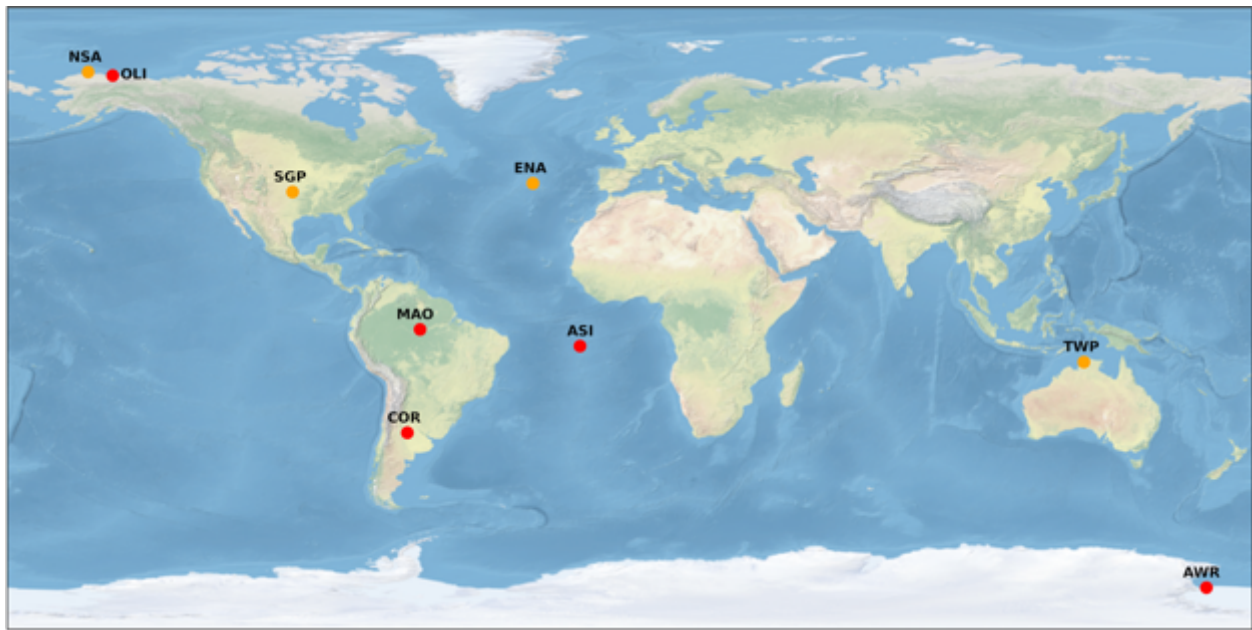 NSA
OLI
ENA
SGP
MAO
ASI
TWP
COR
AWR